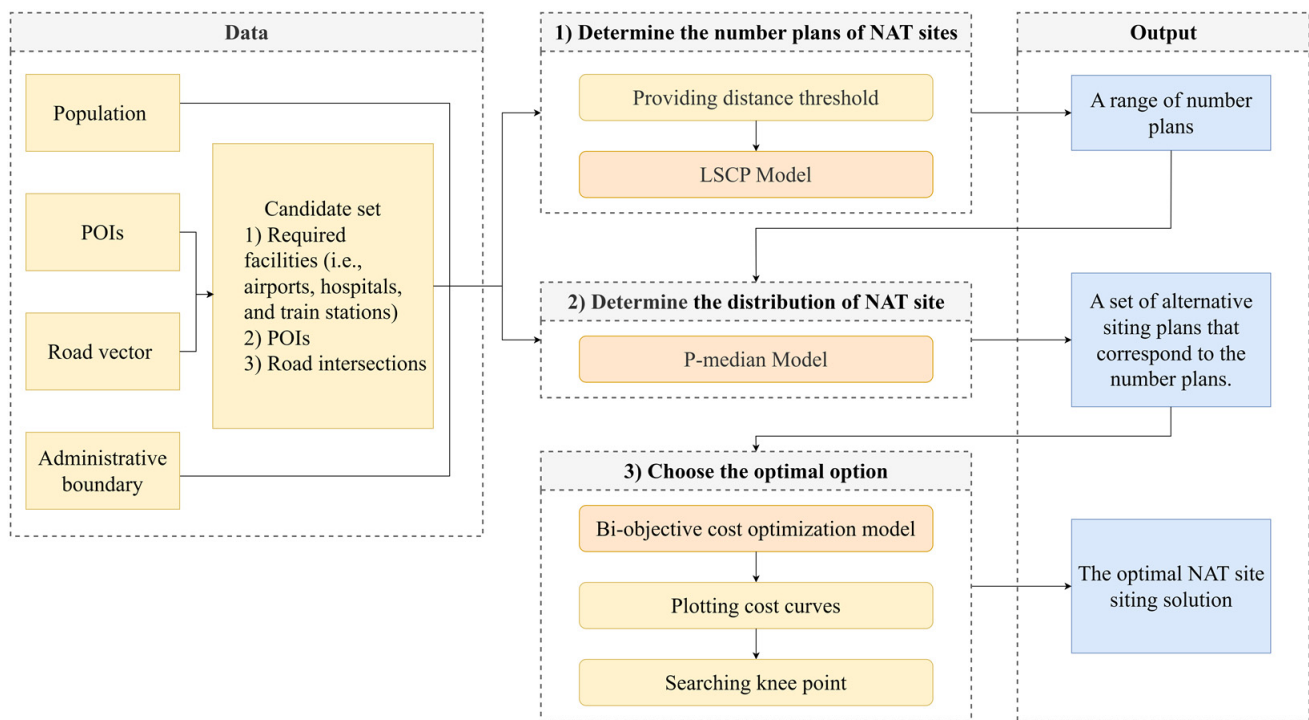 Data
Population
POIs
Road vector
Administrative
boundary
Candidate set
1) Required
facilities (i.e.,
airports, hospitals,
and train stations)
2) POIs
3) Road intersections
1) Determine the number plans of NAT sites
Providing distance threshold
LSCP Model
2) Determine the distribution of NAT site
P-median Model
3) Choose the optimal option
Bi-objective cost optimization model
Plotting cost curves
Searching knee point
Output
A range of number
plans
A set of alternative
siting plans that
correspond to the
number plans.
The optimal NAT site
siting solution